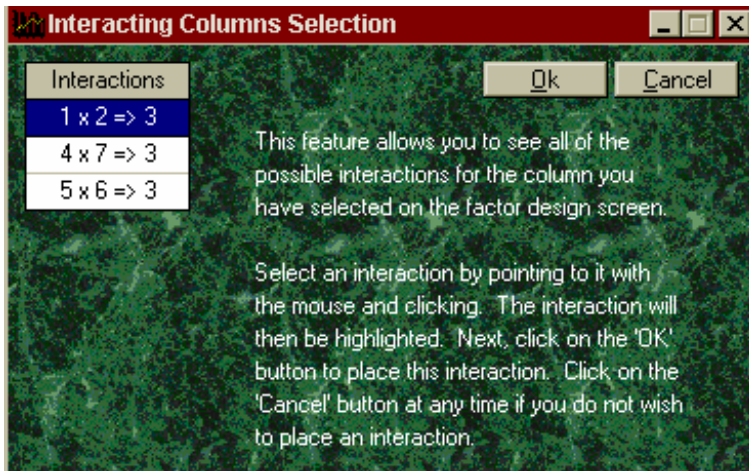 Interacting Columns Selection
Interactions
1 x 2 => 3
4 x 7 => 3
5 x 6 => 3
Ok
Cancel
This feature allows you to see all of the
possible interactions for the column you
have selected on the factor design screen.
Select an interaction by pointing to it with
the mouse and clicking. The interaction will
then be highlighted. Next, click on the 'OK'
button to place this interaction. Click on the
'Cancel' button at any time if you do not wish
to place an interaction.